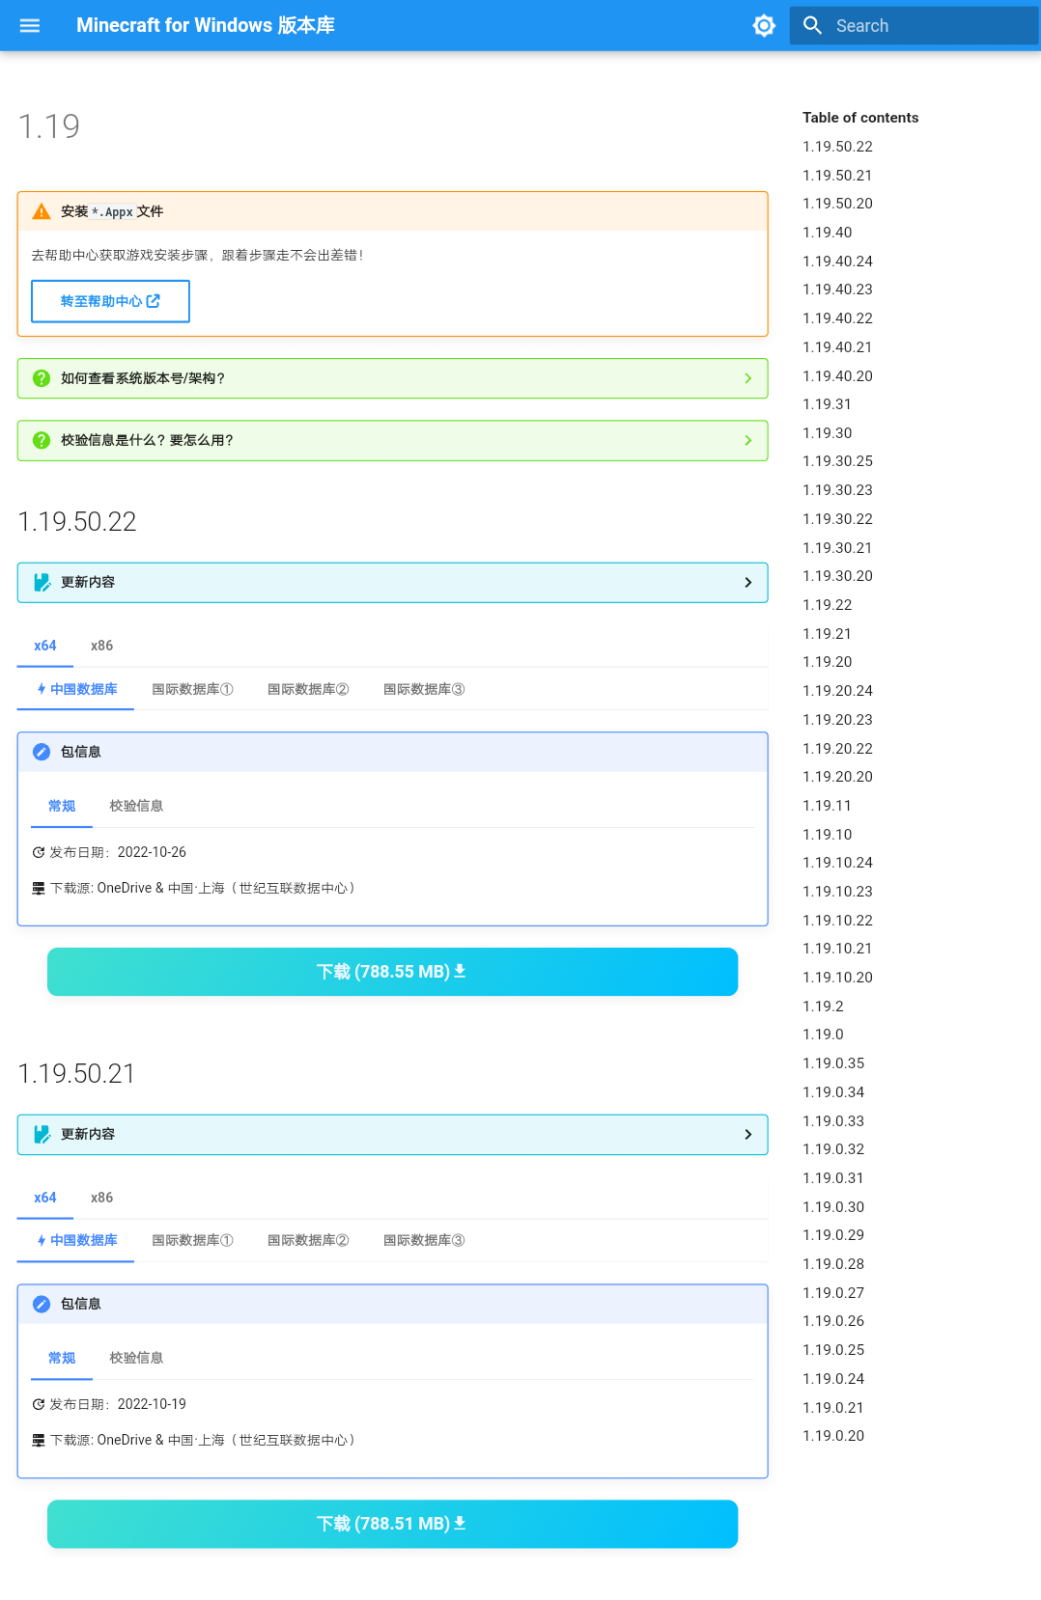 Minecraft for Windows 版本库
Search
1.19
安装 *.Appx 文件
去帮助中心获取游戏安装步骤，跟着步骤走不会出差错！
转至帮助中心
如何查看系统版本号/架构？
校验信息是什么？要怎么用？
1.19.50.22
更新内容
x64 x86
中国数据库 国际数据库① 国际数据库② 国际数据库③
包信息
常规 校验信息
发布日期：2022-10-26
下载源: OneDrive & 中国·上海（世纪互联数据中心）
下载 (788.55 MB)
1.19.50.21
更新内容
x64 x86
中国数据库 国际数据库① 国际数据库② 国际数据库③
包信息
常规 校验信息
发布日期：2022-10-19
下载源: OneDrive & 中国·上海（世纪互联数据中心）
下载 (788.51 MB)
Table of contents
1.19.50.22
1.19.50.21
1.19.50.20
1.19.40
1.19.40.24
1.19.40.23
1.19.40.22
1.19.40.21
1.19.40.20
1.19.31
1.19.30
1.19.30.25
1.19.30.23
1.19.30.22
1.19.30.21
1.19.30.20
1.19.22
1.19.21
1.19.20
1.19.20.24
1.19.20.23
1.19.20.22
1.19.20.20
1.19.11
1.19.10
1.19.10.24
1.19.10.23
1.19.10.22
1.19.10.21
1.19.10.20
1.19.2
1.19.0
1.19.0.35
1.19.0.34
1.19.0.33
1.19.0.32
1.19.0.31
1.19.0.30
1.19.0.29
1.19.0.28
1.19.0.27
1.19.0.26
1.19.0.25
1.19.0.24
1.19.0.21
1.19.0.20